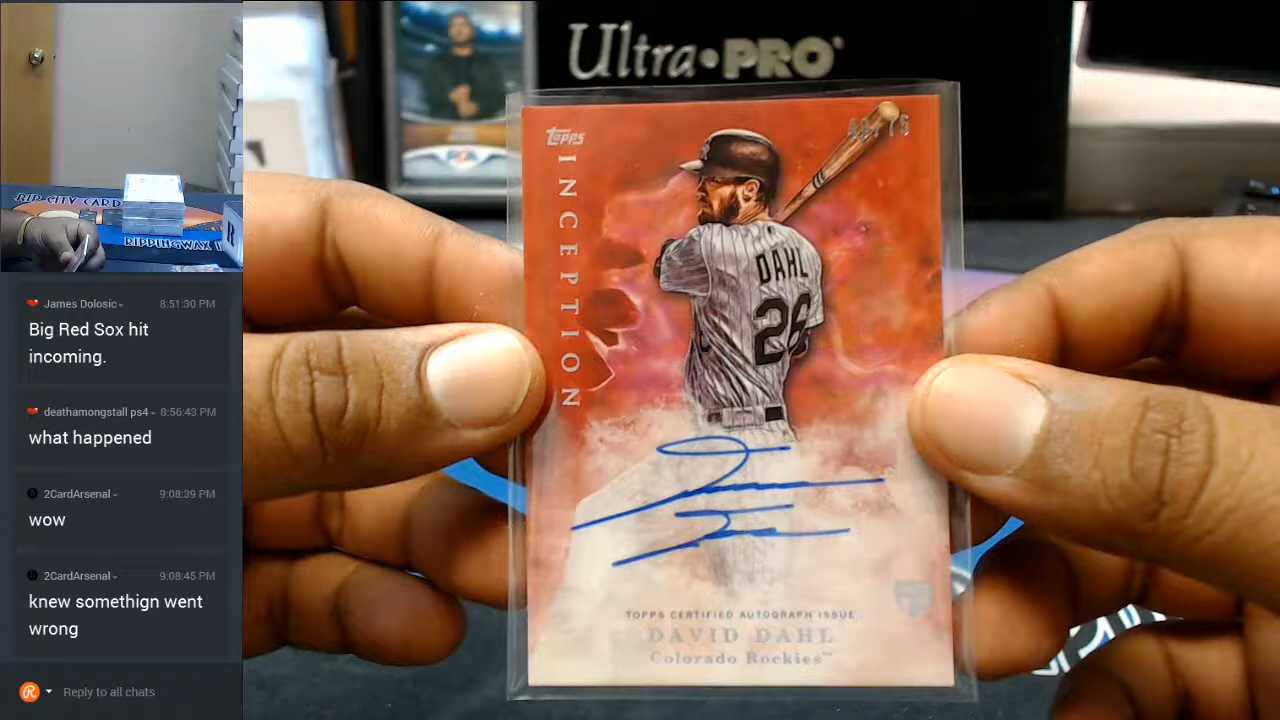 RIP CITY CARD
RIPPINGWAX
James Dolosic
8:51:30 PM
Big Red Sox hit
incoming.
deathamongstall ps4
8:56:43 PM
what happened
2CardArsenal
9:08:39 PM
wow
2CardArsenal
9:08:45 PM
knew somethign went
wrong
Reply to all chats
Ultra•PRO
topps
INCEPTION
DAHL
26
TOPPS CERTIFIED AUTOGRAPH ISSUE
DAVID DAHL
Colorado Rockies™